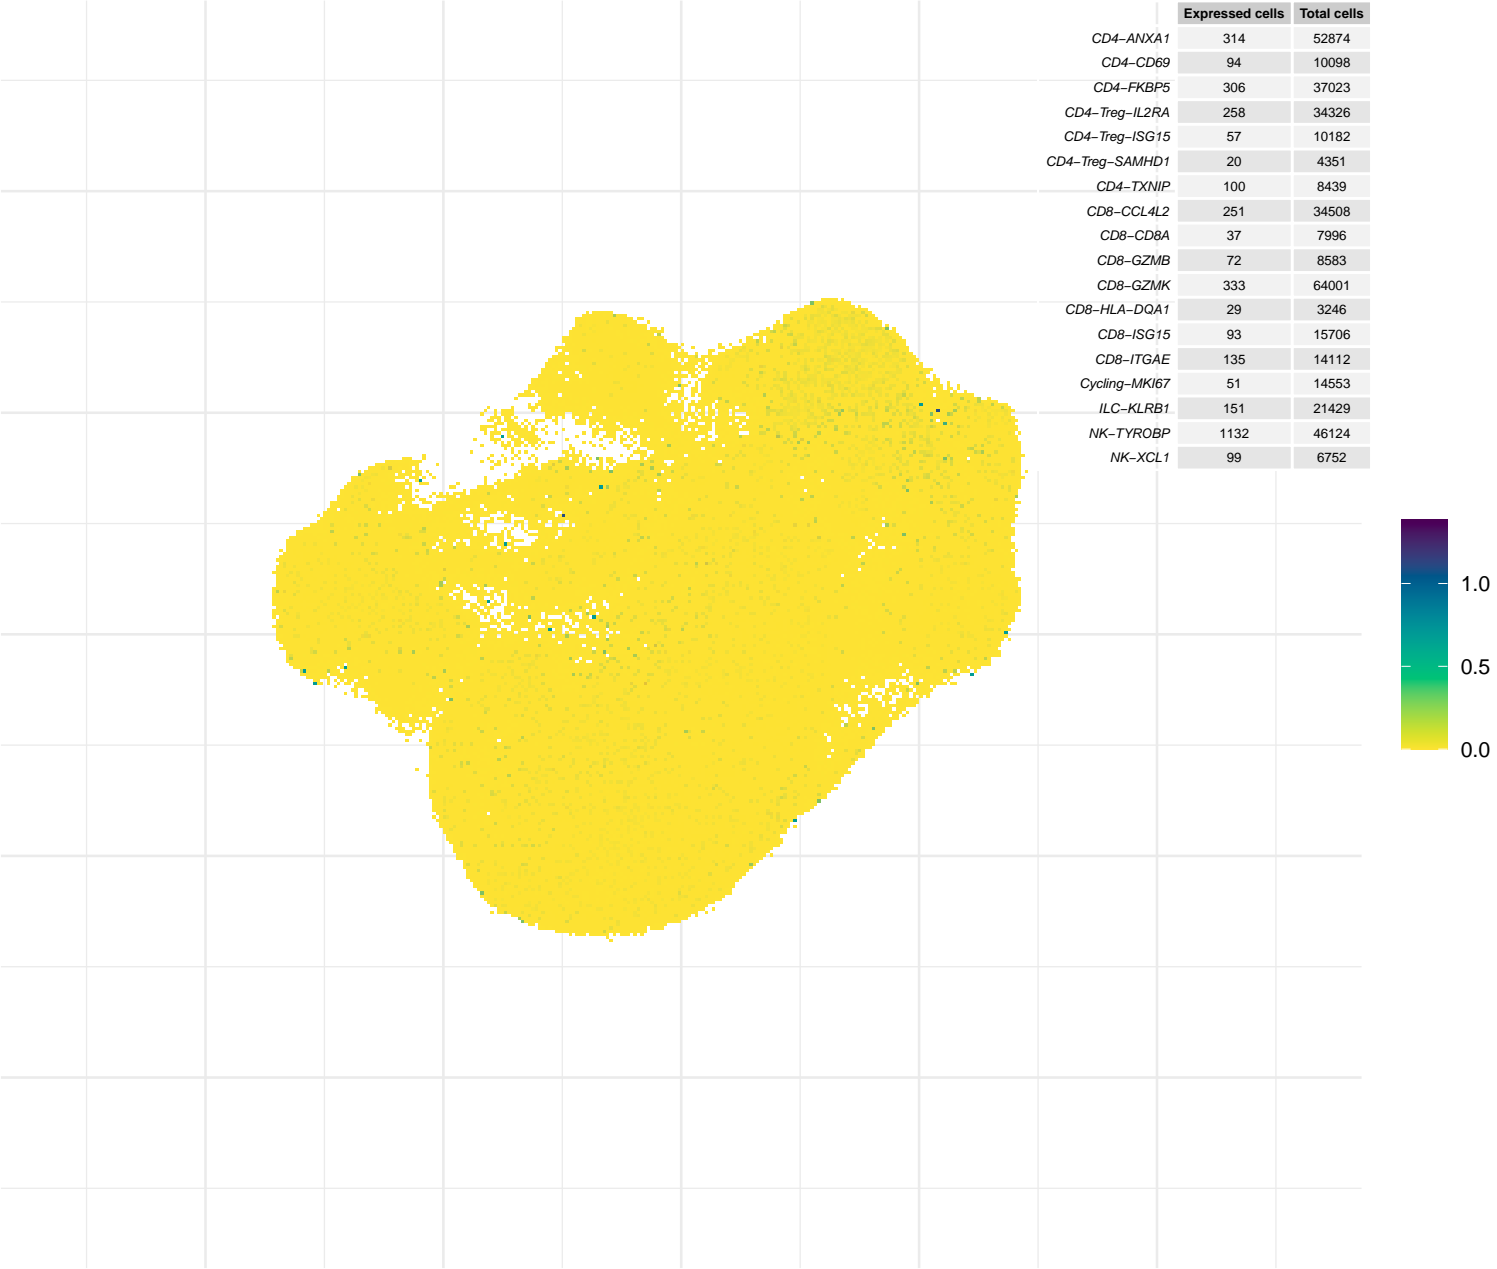 Expressed cells Total cells
CD4−ANXA1 314 52874
CD4−CD69 94 10098
CD4−FKBP5 306 37023
CD4−Treg−IL2RA 258 34326
CD4−Treg−ISG15 57 10182
CD4−Treg−SAMHD1 20 4351
CD4−TXNIP 100 8439
CD8−CCL4L2 251 34508
CD8−CD8A 37 7996
CD8−GZMB 72 8583
CD8−GZMK 333 64001
CD8−HLA−DQA1 29 3246
CD8−ISG15 93 15706
CD8−ITGAE 135 14112
Cycling−MKI67 51 14553
ILC−KLRB1 151 21429
NK−TYROBP 1132 46124
NK−XCL1 99 6752
1.0
0.5
0.0